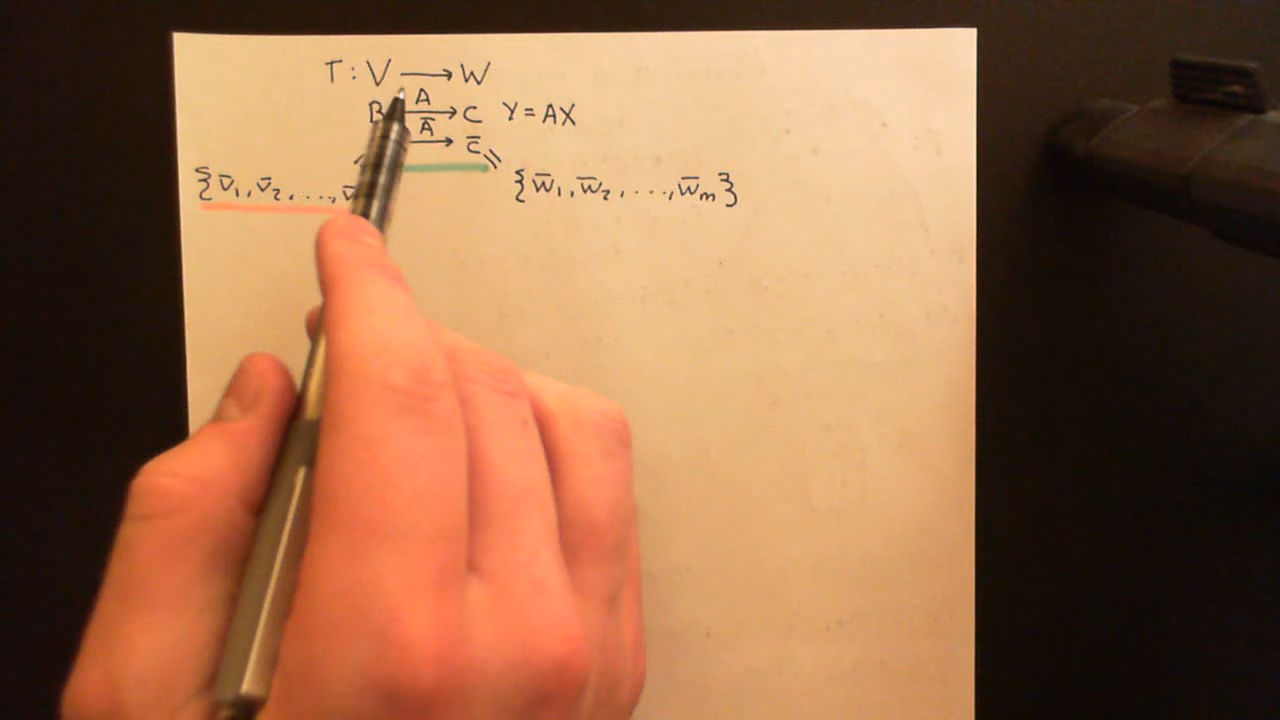 T : V → W
B A → C Y = AX
Ā → C̄
{v̄₁, v̄₂, ..., v̄ {w̄₁, w̄₂, ..., w̄ₘ}